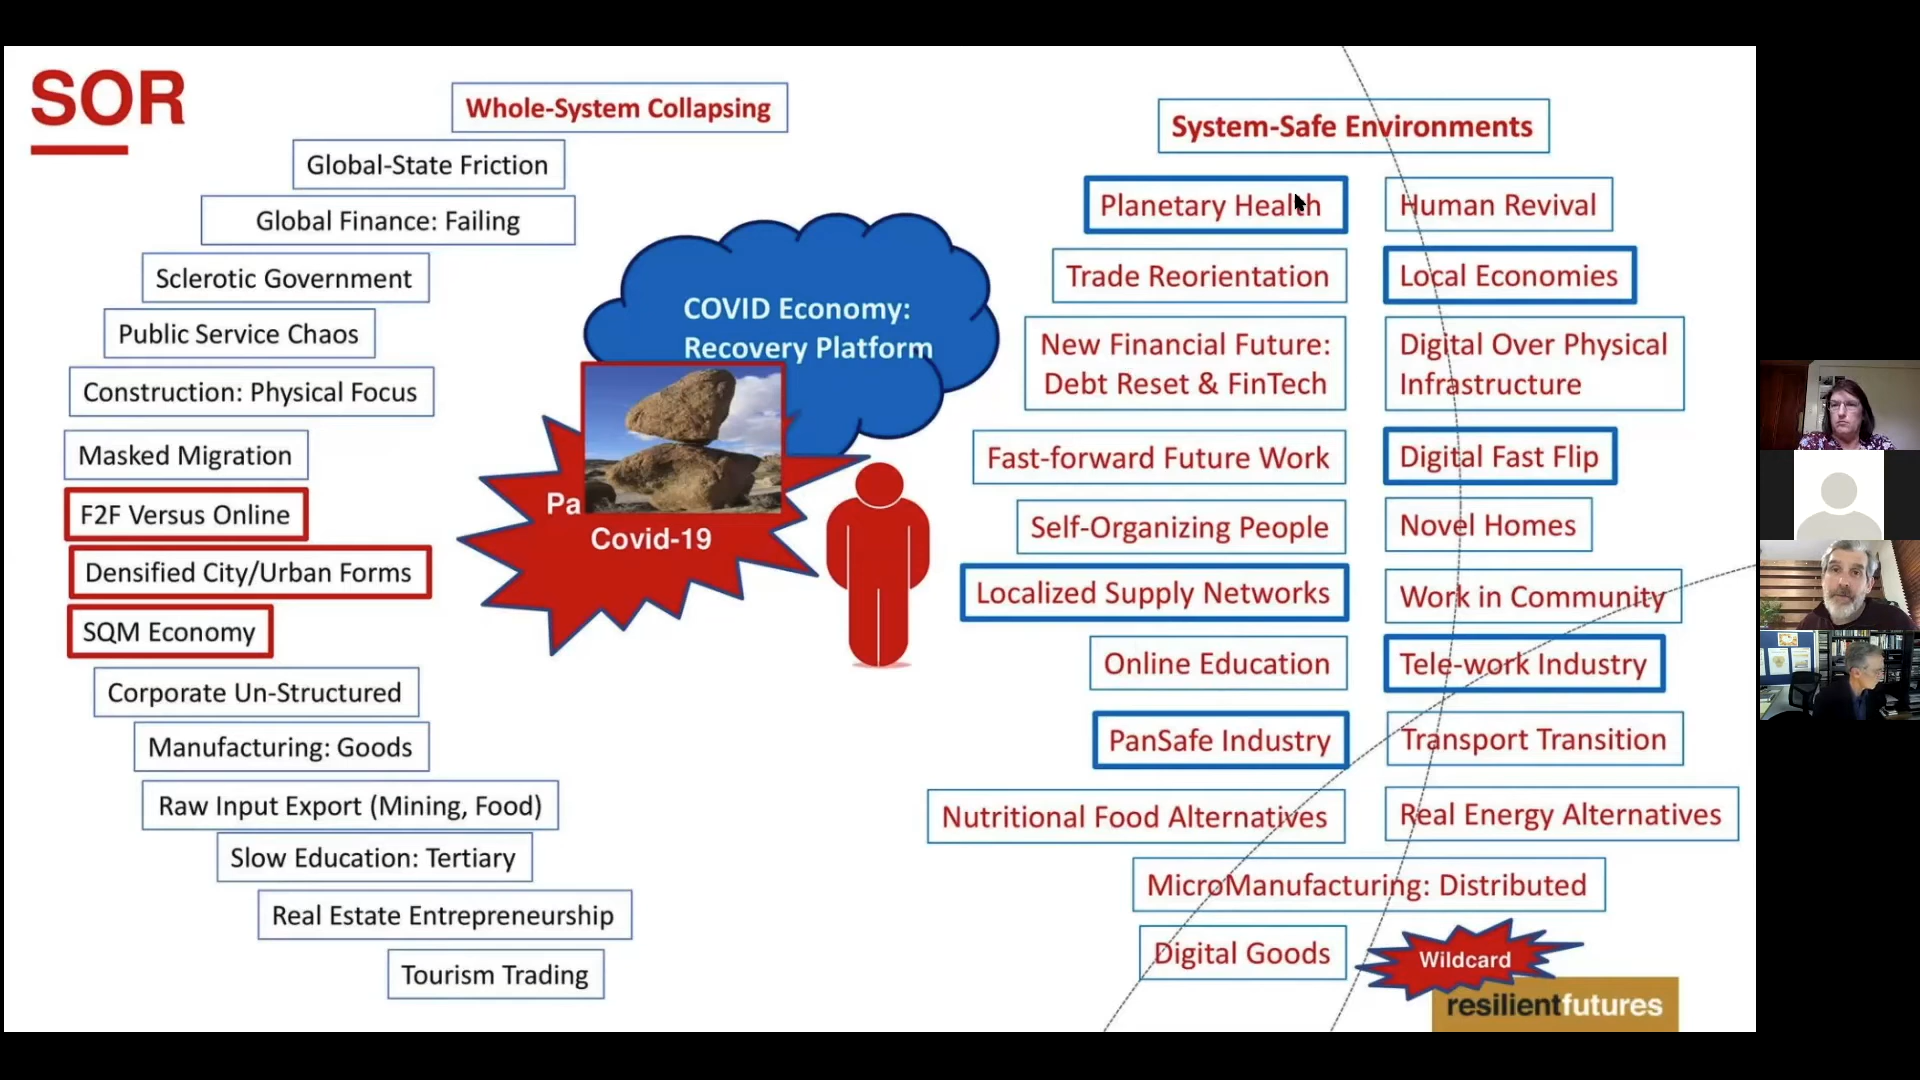 SOR
Whole-System Collapsing
Global-State Friction
Global Finance: Failing
Sclerotic Government
Public Service Chaos
Construction: Physical Focus
Masked Migration
F2F Versus Online
Densified City/Urban Forms
SQM Economy
Corporate Un-Structured
Manufacturing: Goods
Raw Input Export (Mining, Food)
Slow Education: Tertiary
Real Estate Entrepreneurship
Tourism Trading
COVID Economy:
Recovery Platform
Pa
Covid-19
System-Safe Environments
Planetary Health
Human Revival
Trade Reorientation
Local Economies
New Financial Future:
Debt Reset & FinTech
Digital Over Physical
Infrastructure
Fast-forward Future Work
Digital Fast Flip
Self-Organizing People
Novel Homes
Localized Supply Networks
Work in Community
Online Education
Tele-work Industry
PanSafe Industry
Transport Transition
Nutritional Food Alternatives
Real Energy Alternatives
MicroManufacturing: Distributed
Digital Goods
Wildcard
resilientfutures